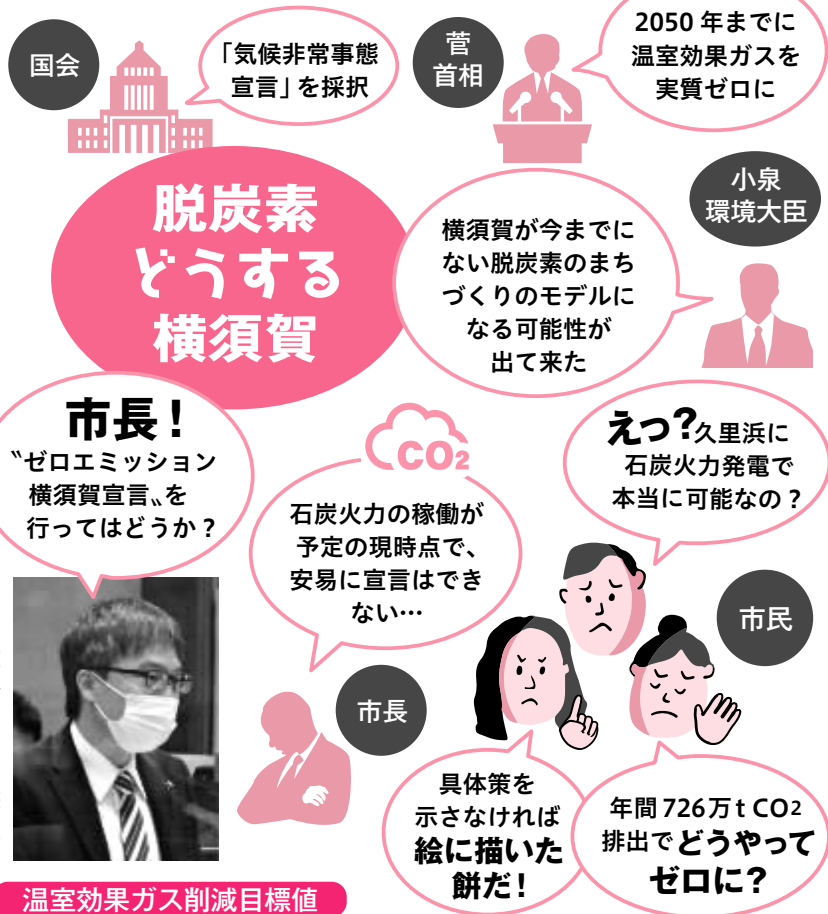 国会
「気候非常事態
宣言」を採択
菅
首相
2050年までに
温室効果ガスを
実質ゼロに
脱炭素
どうする
横須賀
横須賀が今までに
ない脱炭素のまち
づくりのモデルに
なる可能性が
出て来た
小泉
環境大臣
市長!
〝ゼロエミッション
横須賀宣言〟を
行ってはどうか?
CO2
石炭火力の稼働が
予定の現時点で、
安易に宣言はでき
ない…
市長
えっ?久里浜に
石炭火力発電で
本当に可能なの?
市民
具体策を
示さなければ
絵に描いた
餅だ!
年間726万t CO2
排出でどうやって
ゼロに?
温室効果ガス削減目標値